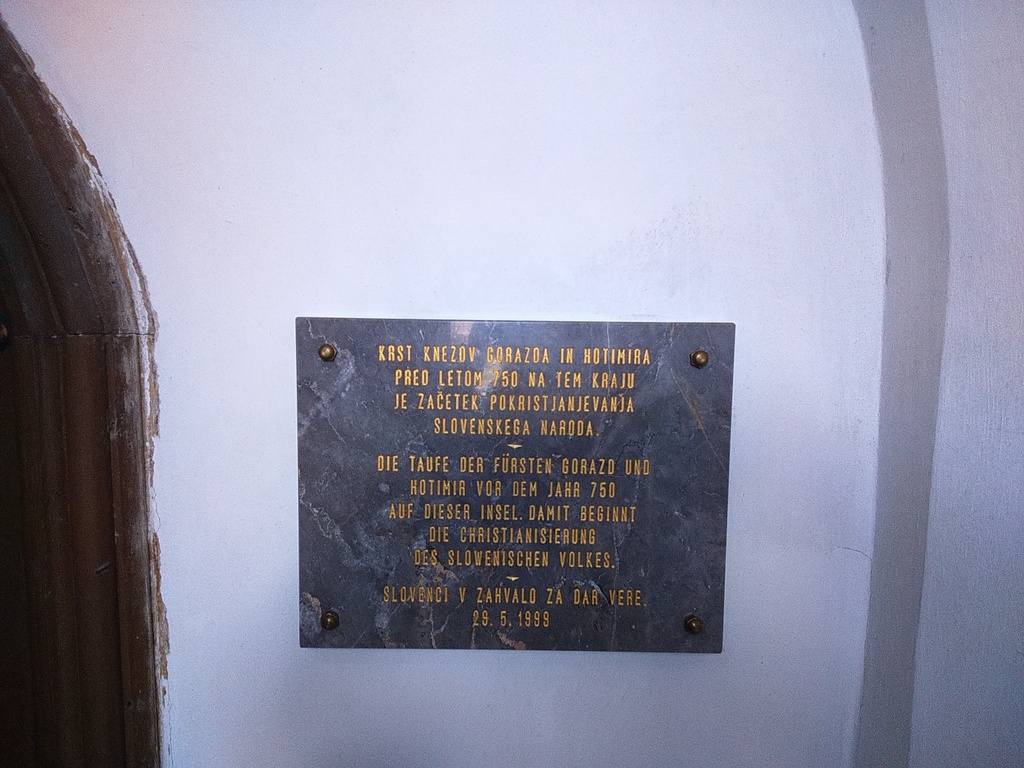 KRST KNEZOV GORAZDA IN HOTIMIRA
PRED LETOM 750 NA TEM KRAJU
JE ZAČETEK POKRISTJANJEVANJA
SLOVENSKEGA NARODA.
DIE TAUFE DER FÜRSTEN GORAZD UND
HOTIMIR VOR DEM JAHR 750
AUF DIESER INSEL. DAMIT BEGINNT
DIE CHRISTIANISIERUNG
DES SLOWENISCHEN VOLKES.
SLOVENCI V ZAHVALO ZA DAR VERE.
29. 5. 1999